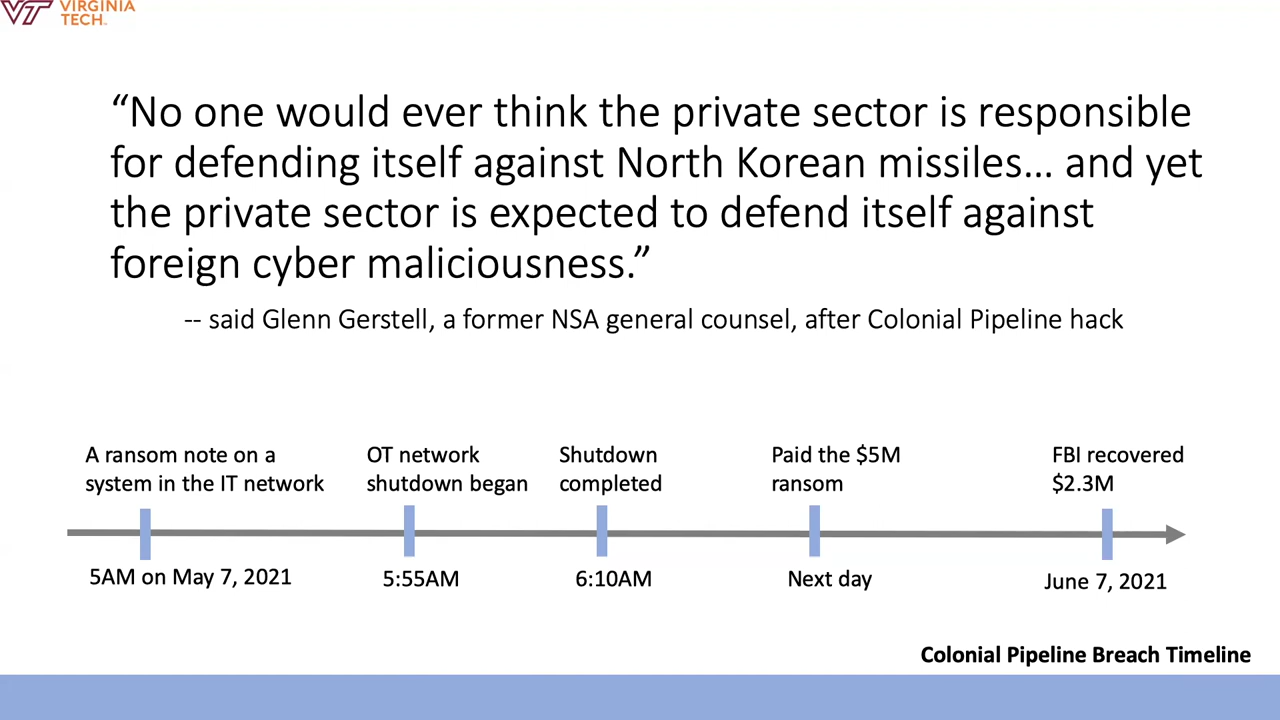 VT VIRGINIA
TECH.
“No one would ever think the private sector is responsible
for defending itself against North Korean missiles… and yet
the private sector is expected to defend itself against
foreign cyber maliciousness.”
-- said Glenn Gerstell, a former NSA general counsel, after Colonial Pipeline hack
A ransom note on a
system in the IT network
OT network
shutdown began
Shutdown
completed
Paid the $5M
ransom
FBI recovered
$2.3M
5AM on May 7, 2021
5:55AM
6:10AM
Next day
June 7, 2021
Colonial Pipeline Breach Timeline